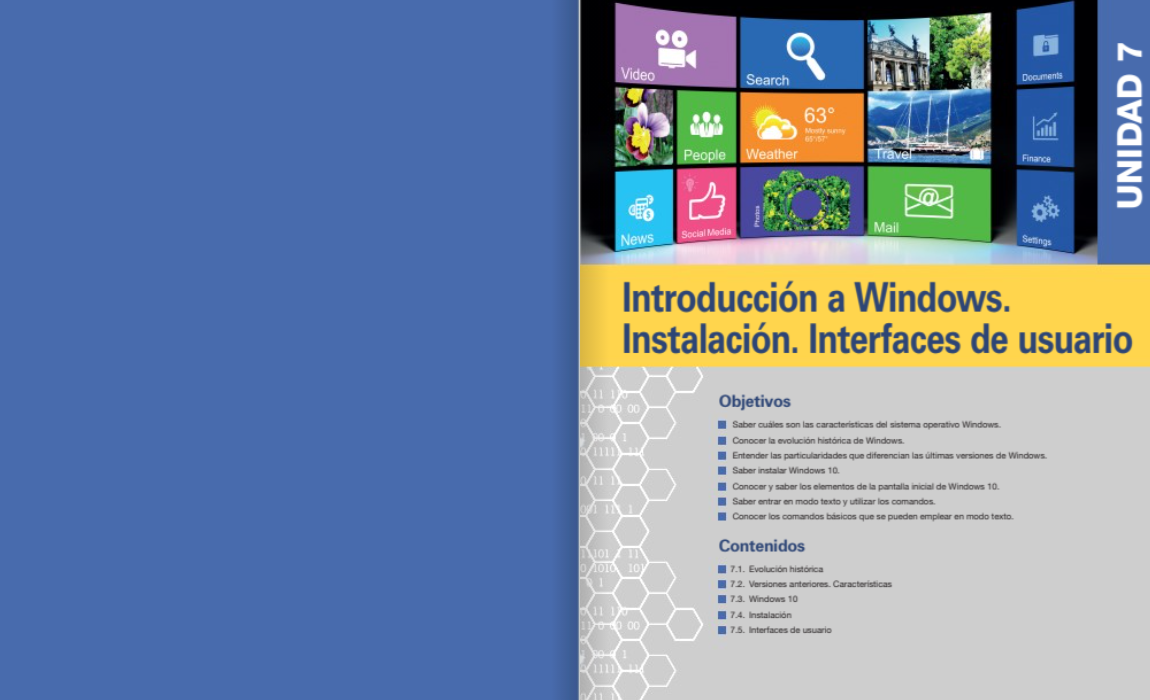 Video
Search
Documents
People
Weather
63°
Mostly sunny
Travel
Finance
News
Social Media
Photos
Mail
Settings
UNIDAD 7
Introducción a Windows.
Instalación. Interfaces de usuario
Objetivos
Saber cuáles son las características del sistema operativo Windows.
Conocer la evolución histórica de Windows.
Entender las particularidades que diferencian las últimas versiones de Windows.
Saber instalar Windows 10.
Conocer y saber los elementos de la pantalla inicial de Windows 10.
Saber entrar en modo texto y utilizar los comandos.
Conocer los comandos básicos que se pueden emplear en modo texto.
Contenidos
7.1. Evolución histórica
7.2. Versiones anteriores. Características
7.3. Windows 10
7.4. Instalación
7.5. Interfaces de usuario